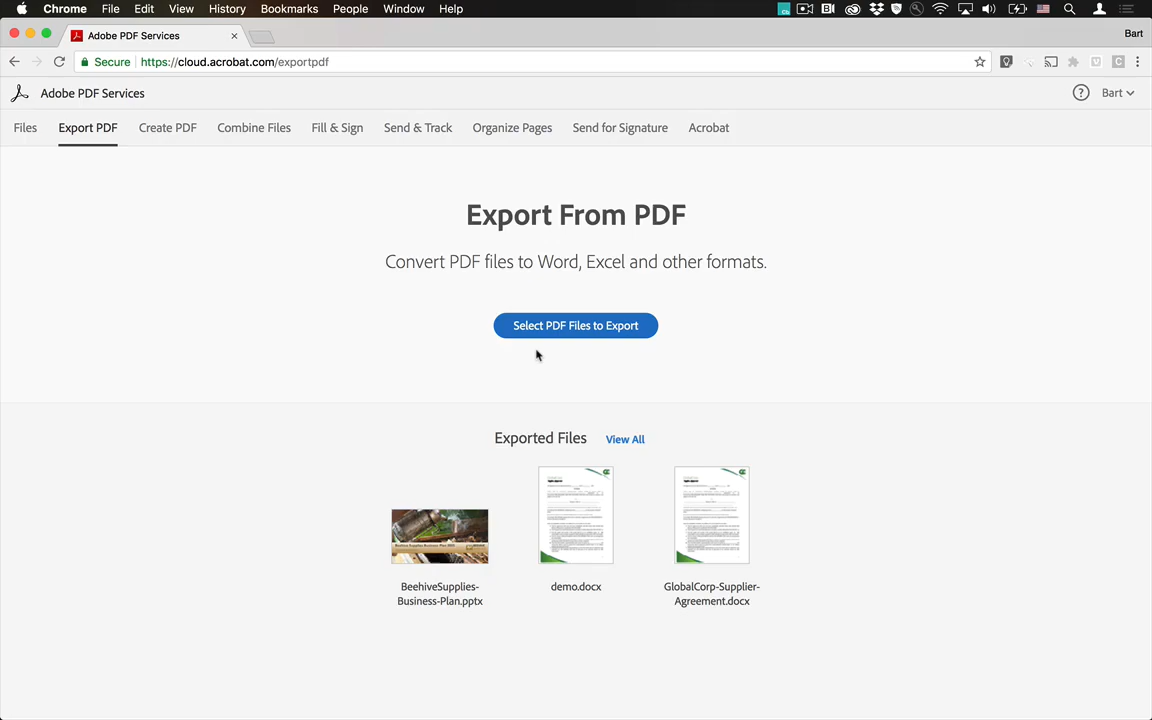 Chrome File Edit View History Bookmarks People Window Help
Adobe PDF Services
Bart
Secure https://cloud.acrobat.com/exportpdf
Adobe PDF Services
Bart
Files Export PDF Create PDF Combine Files Fill & Sign Send & Track Organize Pages Send for Signature Acrobat
Export From PDF
Convert PDF files to Word, Excel and other formats.
Select PDF Files to Export
Exported Files View All
BeehiveSupplies-
Business-Plan.pptx
demo.docx
GlobalCorp-Supplier-
Agreement.docx